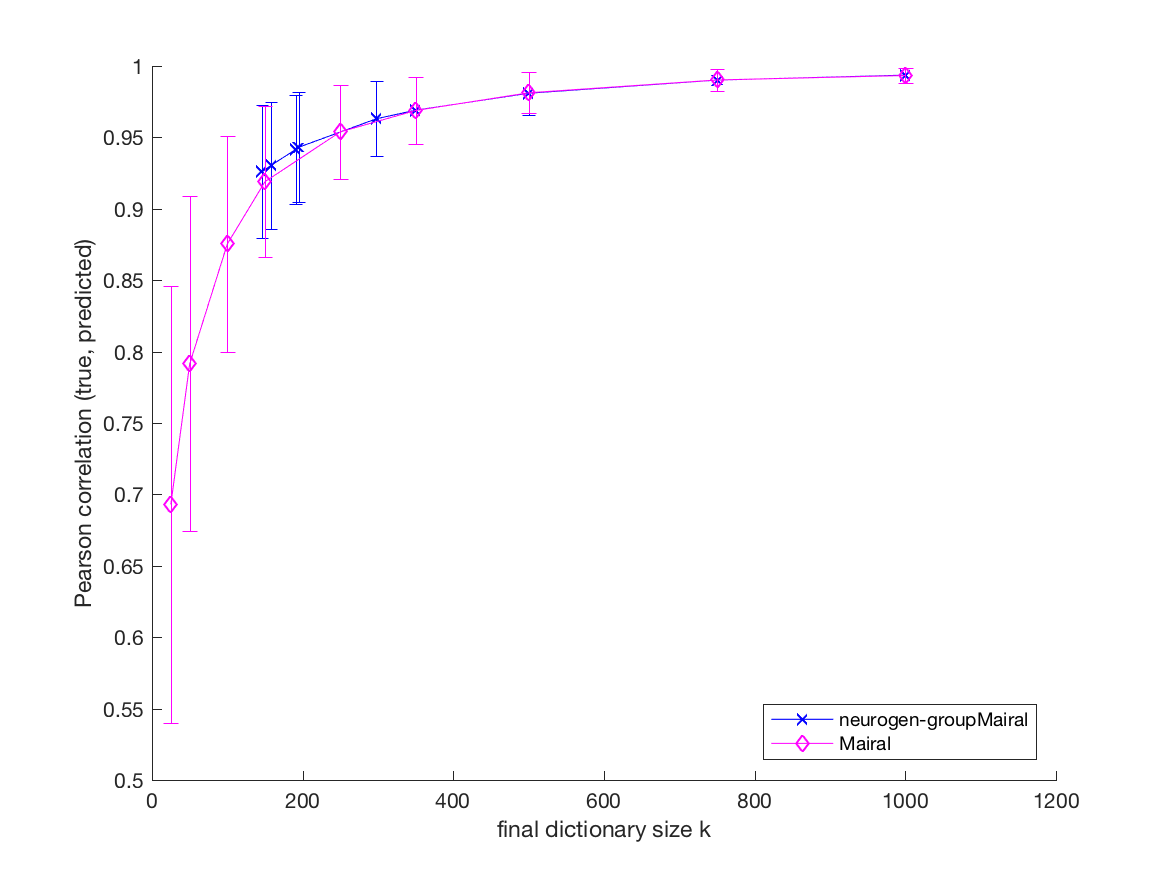 1
0.95
0.9
0.85
0.8
0.75
0.7
0.65
0.6
0.55
0.5
Pearson correlation (true, predicted)
neurogen-groupMairal
Mairal
0 200 400 600 800 1000 1200
final dictionary size k